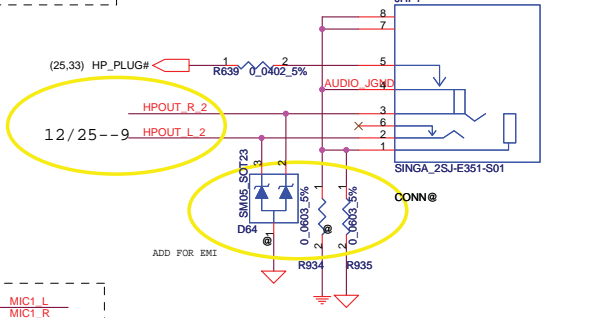 8
7
(25,33) HP_PLUG#
1
2
5
R639
0_0402_5%
AUDIO_JGND
4
HPOUT_R_2
3
6
12/25--9
HPOUT_L_2
2
1
SINGA_2SJ-E351-S01
3
2
SM05_SOT23
1
1
0_0603_5%
0_0603_5%
CONN@
D64
@
1
@
2
2
ADD FOR EMI
R934
R935
MIC1_L
MIC1_R